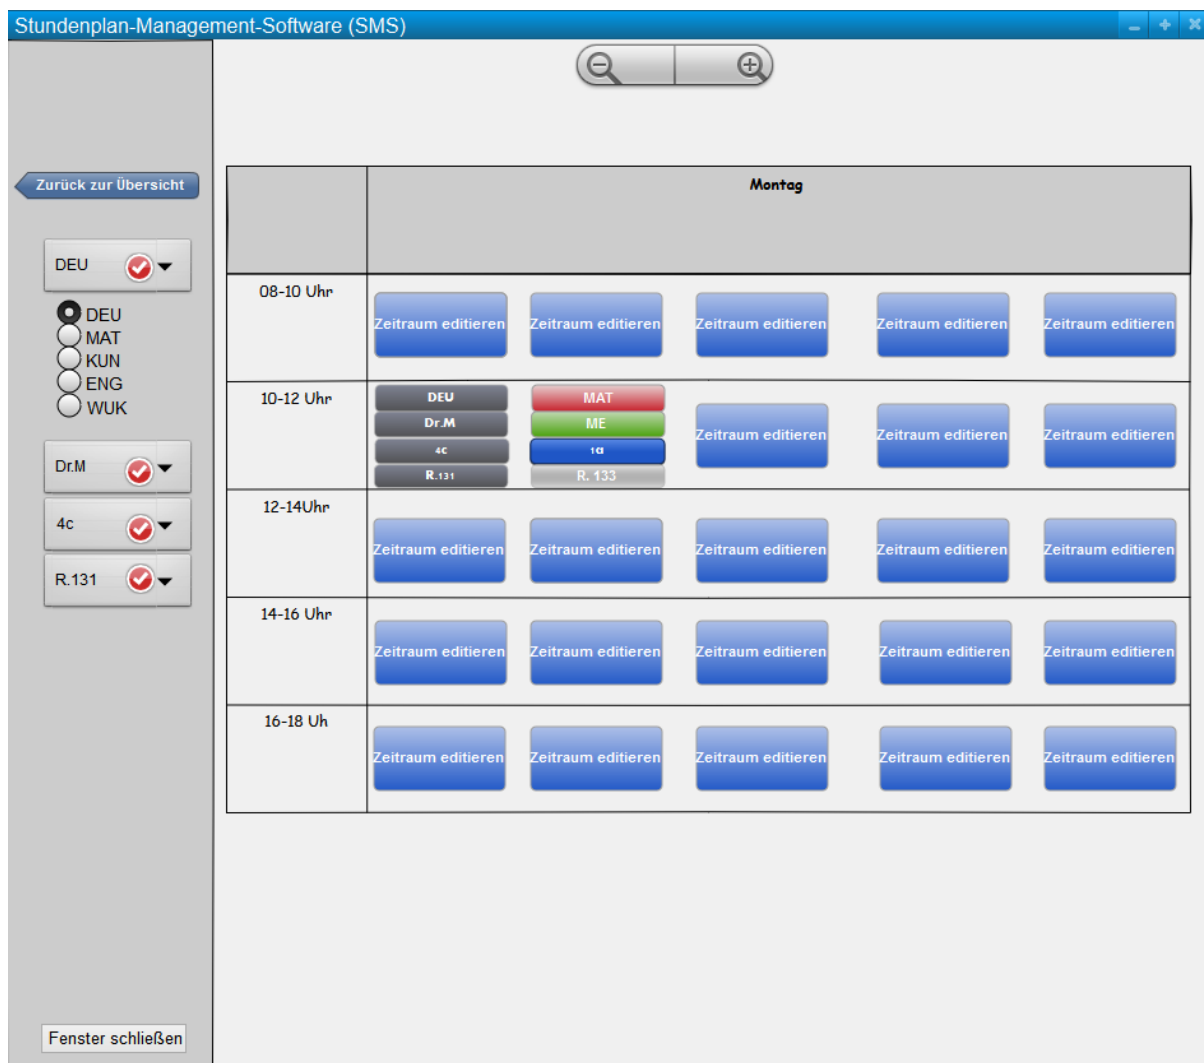 Stundenplan-Management-Software (SMS)
Zurück zur Übersicht
DEU
DEU
MAT
KUN
ENG
WUK
Dr.M
4c
R.131
Fenster schließen
Montag
08-10 Uhr
Zeitraum editieren Zeitraum editieren Zeitraum editieren Zeitraum editieren Zeitraum editieren
10-12 Uhr
DEU MAT
Dr.M ME
4c 1a
R.131 R. 133
Zeitraum editieren Zeitraum editieren Zeitraum editieren
12-14Uhr
Zeitraum editieren Zeitraum editieren Zeitraum editieren Zeitraum editieren Zeitraum editieren
14-16 Uhr
Zeitraum editieren Zeitraum editieren Zeitraum editieren Zeitraum editieren Zeitraum editieren
16-18 Uh
Zeitraum editieren Zeitraum editieren Zeitraum editieren Zeitraum editieren Zeitraum editieren